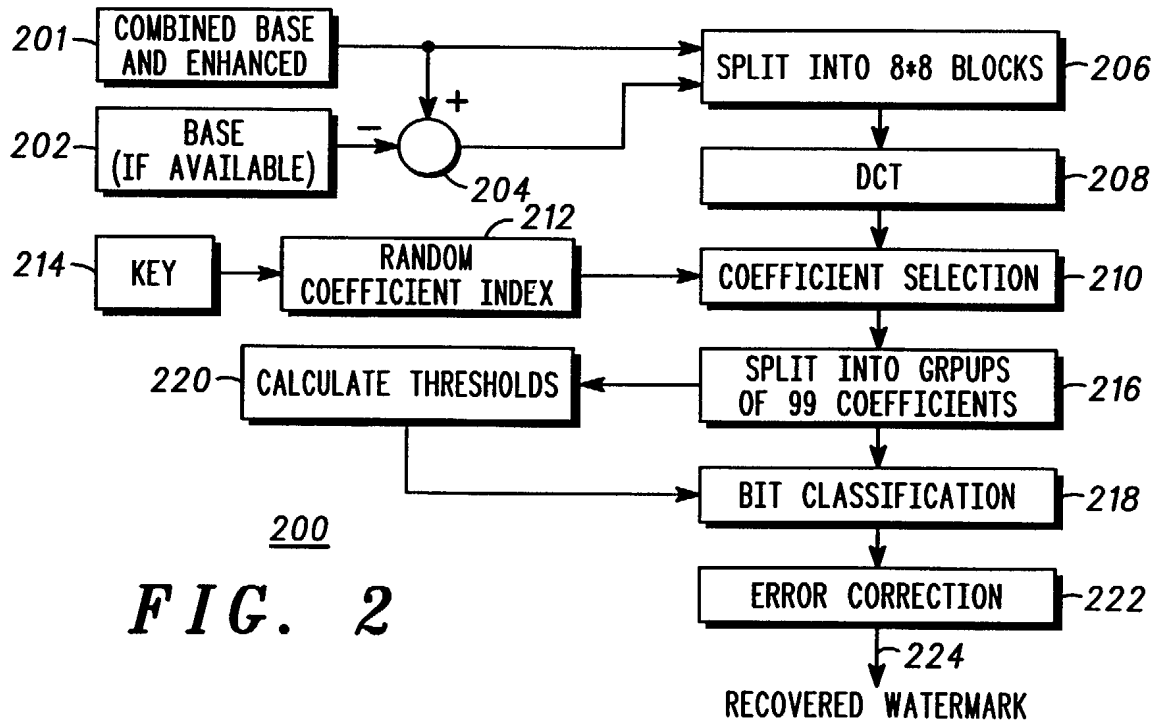 201
COMBINED BASE
AND ENHANCED
SPLIT INTO 8*8 BLOCKS
206
+
202
BASE
(IF AVAILABLE)
−
204
DCT
208
212
214
KEY
RANDOM
COEFFICIENT INDEX
COEFFICIENT SELECTION
210
220
CALCULATE THRESHOLDS
SPLIT INTO GRPUPS
OF 99 COEFFICIENTS
216
BIT CLASSIFICATION
218
200
FIG. 2
ERROR CORRECTION
222
224
RECOVERED WATERMARK